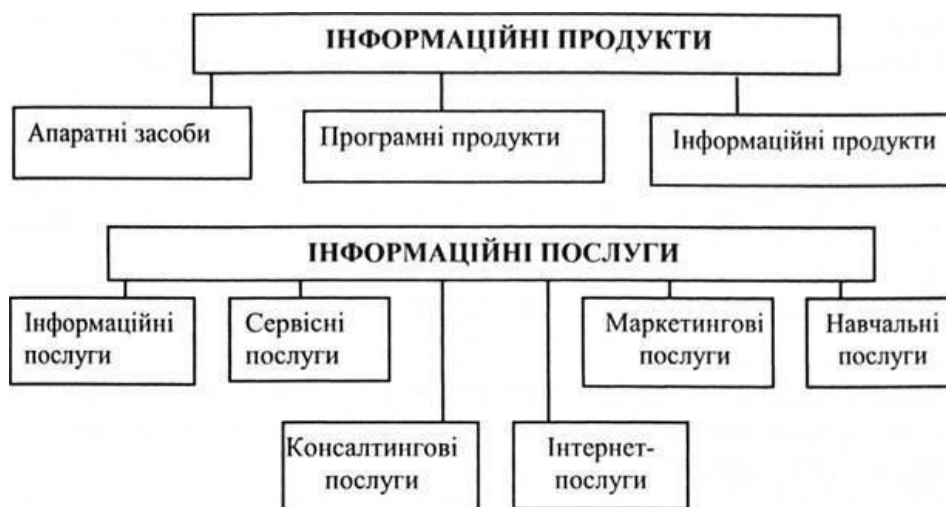 ІНФОРМАЦІЙНІ ПРОДУКТИ
Апаратні засоби
Програмні продукти
Інформаційні продукти
ІНФОРМАЦІЙНІ ПОСЛУГИ
Інформаційні
послуги
Сервісні
послуги
Маркетингові
послуги
Навчальні
послуги
Консалтингові
послуги
Інтернет-
послуги